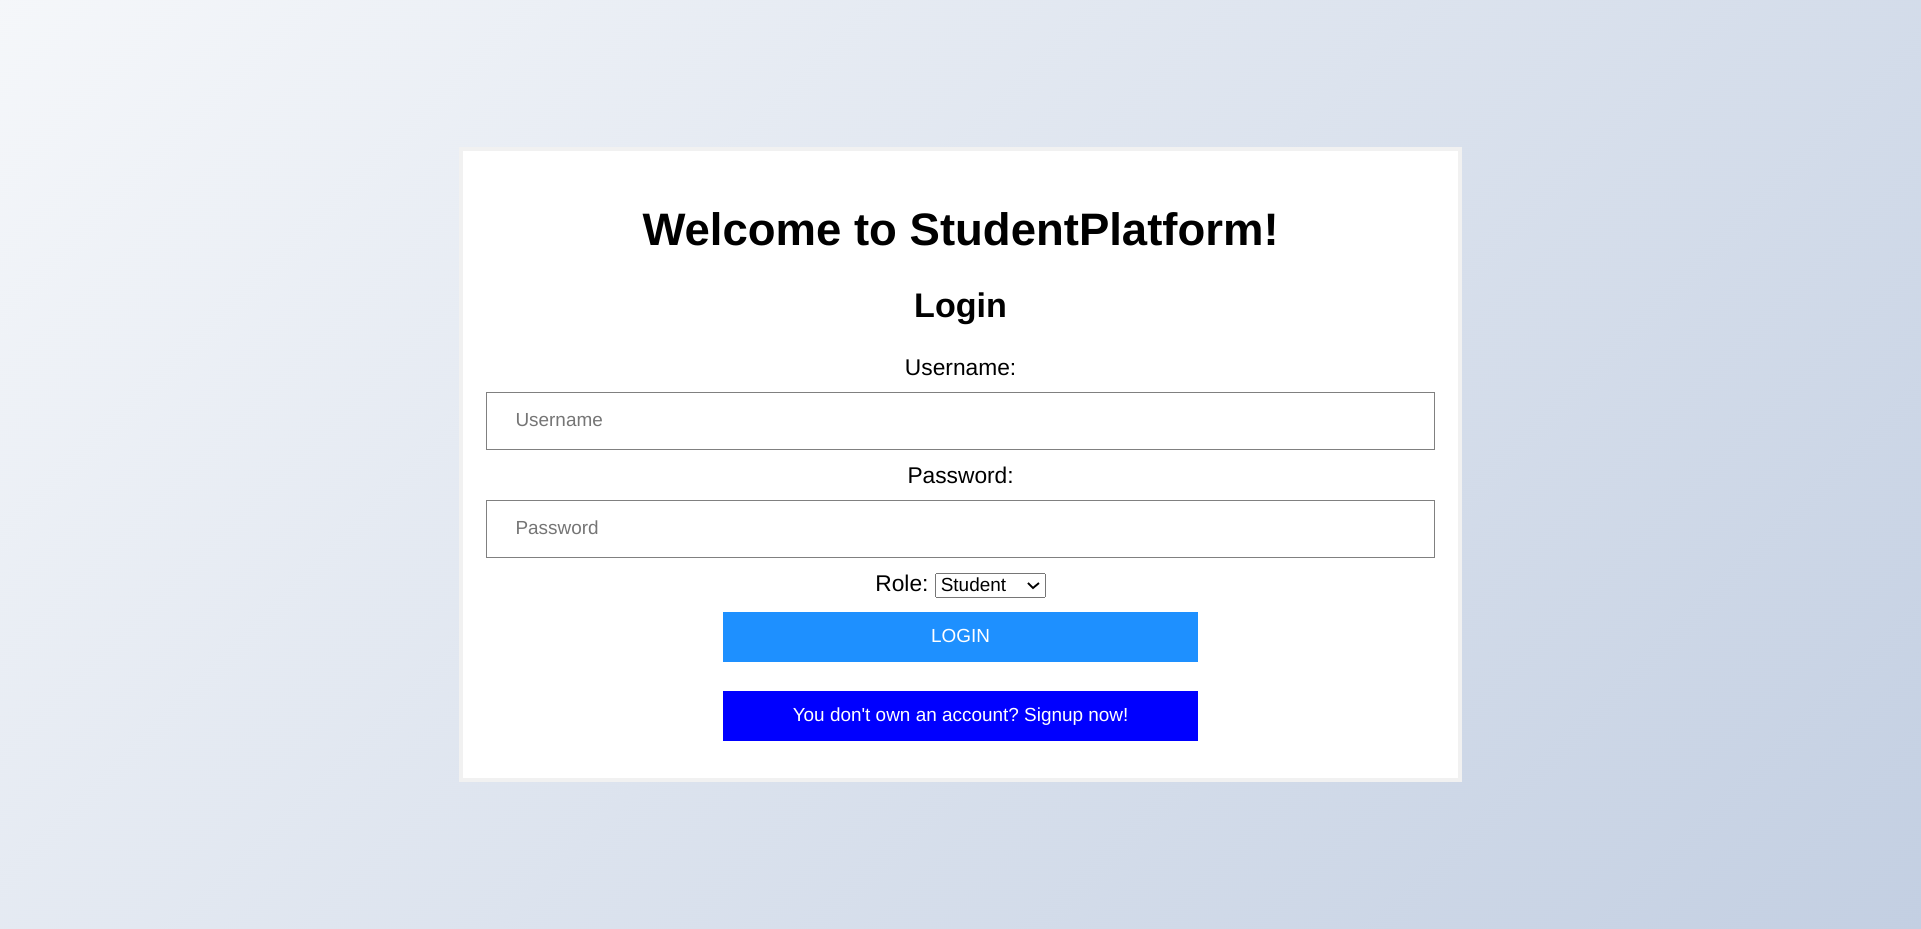 Welcome to StudentPlatform!
Login
Username:
Username
Password:
Password
Role: Student
LOGIN
You don't own an account? Signup now!